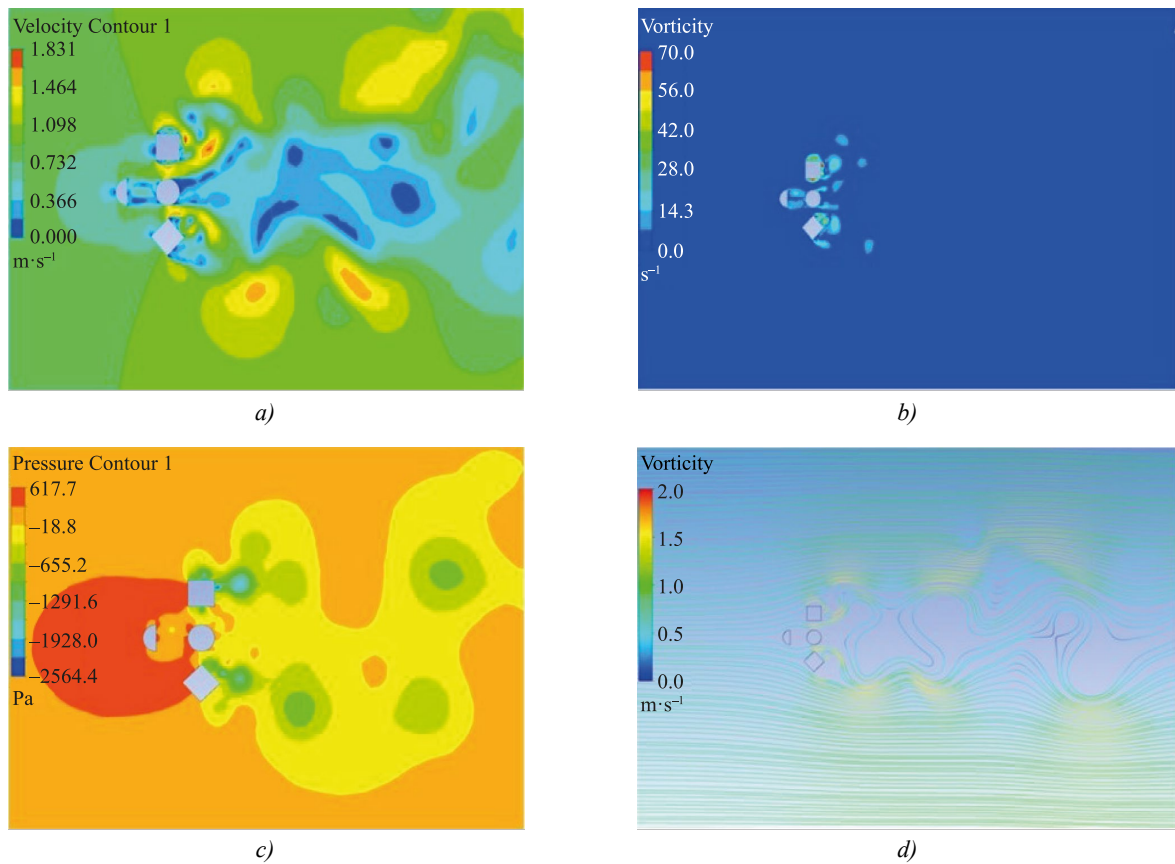 Velocity Contour 1
1.831
1.464
1.098
0.732
0.366
0.000
m·s⁻¹
a)
Vorticity
70.0
56.0
42.0
28.0
14.3
0.0
s⁻¹
b)
Pressure Contour 1
617.7
–18.8
–655.2
–1291.6
–1928.0
–2564.4
Pa
c)
Vorticity
2.0
1.5
1.0
0.5
0.0
m·s⁻¹
d)